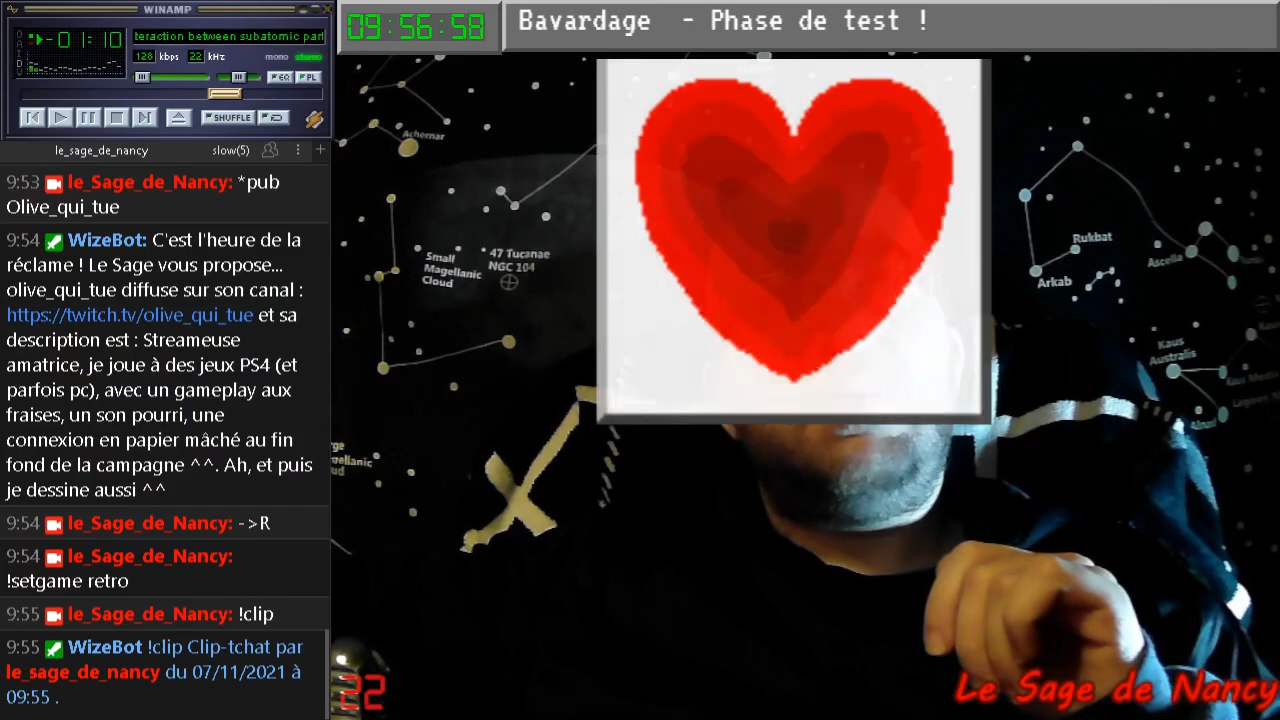 WINAMP
teraction between subatomic part
128 kbps 22 kHz mono stereo
EQ PL
SHUFFLE
le_sage_de_nancy slow(5)
9:53 le_Sage_de_Nancy: *pub
Olive_qui_tue
9:54 WizeBot: C'est l'heure de la
réclame ! Le Sage vous propose...
olive_qui_tue diffuse sur son canal :
https://twitch.tv/olive_qui_tue et sa
description est : Streameuse
amatrice, je joue à des jeux PS4 (et
parfois pc), avec un gameplay aux
fraises, un son pourri, une
connexion en papier mâché au fin
fond de la campagne ^^. Ah, et puis
je dessine aussi ^^
9:54 le_Sage_de_Nancy: ->R
9:54 le_Sage_de_Nancy:
!setgame retro
9:55 le_Sage_de_Nancy: !clip
9:55 WizeBot !clip Clip-tchat par
le_sage_de_nancy du 07/11/2021 à
09:55 .
09:56:58
Bavardage - Phase de test !
Achernar
Small
Magellanic
Cloud
47 Tucanae
NGC 104
Rukbat
Arkab
Ascella
Kaus
Australis
22
Le Sage de Nancy